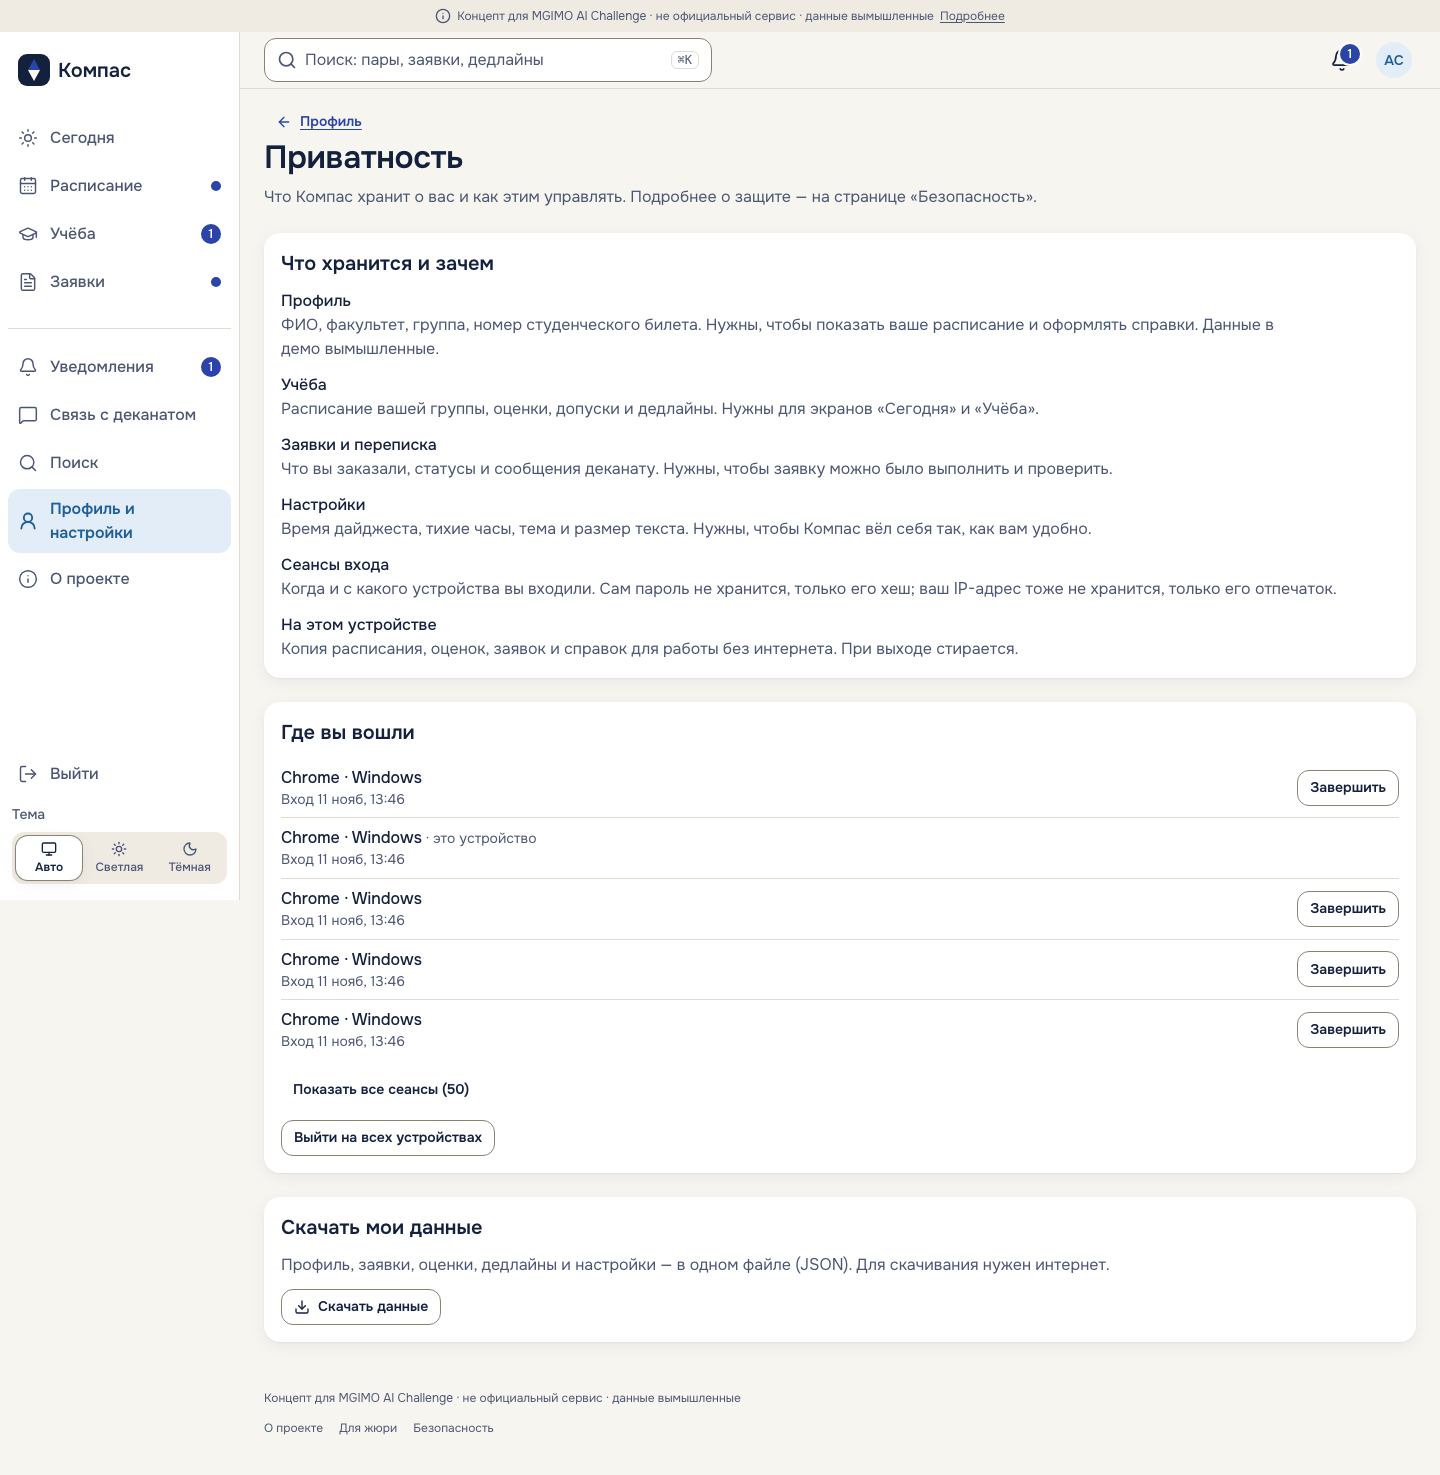 Концепт для MGIMO AI Challenge · не официальный сервис · данные вымышленные Подробнее
Компас
Поиск: пары, заявки, дедлайны
⌘K
1
АС
Сегодня
Расписание
Учёба
1
Заявки
Уведомления
1
Связь с деканатом
Поиск
Профиль и
настройки
О проекте
Выйти
Тема
Авто
Светлая
Тёмная
Профиль
Приватность
Что Компас хранит о вас и как этим управлять. Подробнее о защите — на странице «Безопасность».
Что хранится и зачем
Профиль
ФИО, факультет, группа, номер студенческого билета. Нужны, чтобы показать ваше расписание и оформлять справки. Данные в
демо вымышленные.
Учёба
Расписание вашей группы, оценки, допуски и дедлайны. Нужны для экранов «Сегодня» и «Учёба».
Заявки и переписка
Что вы заказали, статусы и сообщения деканату. Нужны, чтобы заявку можно было выполнить и проверить.
Настройки
Время дайджеста, тихие часы, тема и размер текста. Нужны, чтобы Компас вёл себя так, как вам удобно.
Сеансы входа
Когда и с какого устройства вы входили. Сам пароль не хранится, только его хеш; ваш IP-адрес тоже не хранится, только его отпечаток.
На этом устройстве
Копия расписания, оценок, заявок и справок для работы без интернета. При выходе стирается.
Где вы вошли
Chrome · Windows
Вход 11 нояб, 13:46
Завершить
Chrome · Windows · это устройство
Вход 11 нояб, 13:46
Chrome · Windows
Вход 11 нояб, 13:46
Завершить
Chrome · Windows
Вход 11 нояб, 13:46
Завершить
Chrome · Windows
Вход 11 нояб, 13:46
Завершить
Показать все сеансы (50)
Выйти на всех устройствах
Скачать мои данные
Профиль, заявки, оценки, дедлайны и настройки — в одном файле (JSON). Для скачивания нужен интернет.
Скачать данные
Концепт для MGIMO AI Challenge · не официальный сервис · данные вымышленные
О проекте Для жюри Безопасность